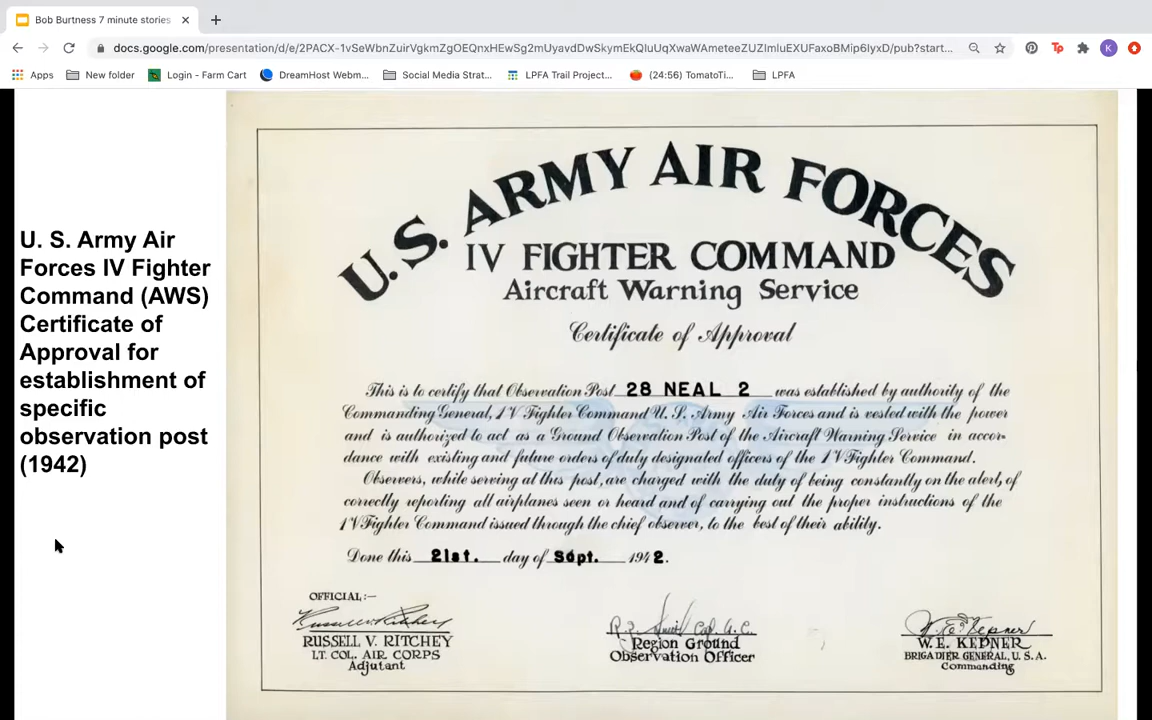 Bob Burtness 7 minute stories
docs.google.com/presentation/d/e/2PACX-1vSeWbnZuirVgkmZgOEQnxHEwSg2mUyavdDwSkymEkQIuUqXwaWAmeteeZUZImIuEXUFaxoBMip6IyxD/pub?start...
K
Apps New folder Login - Farm Cart DreamHost Webm... Social Media Strat... LPFA Trail Project... (24:56) TomatoTi... LPFA
U. S. Army Air
Forces IV Fighter
Command (AWS)
Certificate of
Approval for
establishment of
specific
observation post
(1942)
U.S. ARMY AIR FORCES
IV FIGHTER COMMAND
Aircraft Warning Service
Certificate of Approval
This is to certify that Observation Post 28 NEAL 2 was established by authority of the
Commanding General, IV Fighter Command U. S. Army Air Forces and is vested with the power
and is authorized to act as a Ground Observation Post of the Aircraft Warning Service in accor-
dance with existing and future orders of duly designated officers of the IV Fighter Command.
Observers, while serving at this post, are charged with the duty of being constantly on the alert, of
correctly reporting all airplanes seen or heard and of carrying out the proper instructions of the
IV Fighter Command issued through the chief observer, to the best of their ability.
Done this 21st. day of Sept. 1942.
OFFICIAL:-
RUSSELL V. RITCHEY
LT. COL. AIR CORPS
Adjutant
Region Ground
Observation Officer
W. E. Kepner
W.E. KEPNER
BRIGADIER GENERAL, U.S.A.
Commanding